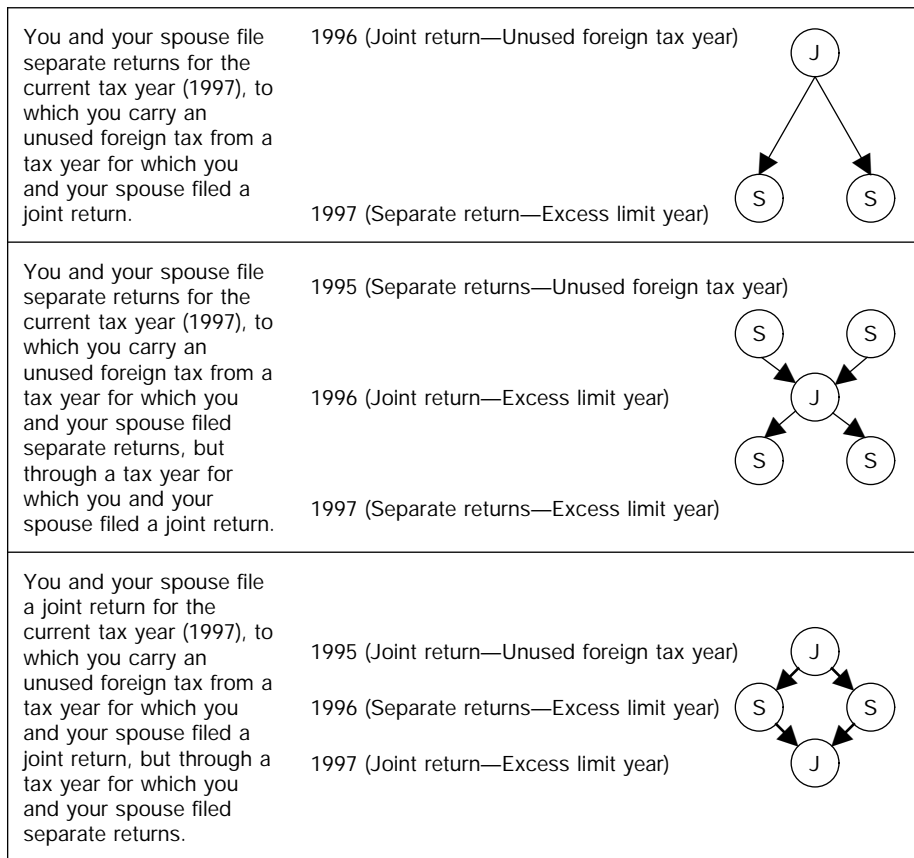 You and your spouse file
separate returns for the
current tax year (1997), to
which you carry an
unused foreign tax from a
tax year for which you
and your spouse filed a
joint return.
1996 (Joint return—Unused foreign tax year)
J
S S
1997 (Separate return—Excess limit year)
You and your spouse file
separate returns for the
current tax year (1997), to
which you carry an
unused foreign tax from a
tax year for which you
and your spouse filed
separate returns, but
through a tax year for
which you and your
spouse filed a joint return.
1995 (Separate returns—Unused foreign tax year)
S S
1996 (Joint return—Excess limit year)
J
S S
1997 (Separate returns—Excess limit year)
You and your spouse file
a joint return for the
current tax year (1997), to
which you carry an
unused foreign tax from a
tax year for which you
and your spouse filed a
joint return, but through a
tax year for which you
and your spouse filed
separate returns.
1995 (Joint return—Unused foreign tax year)
J
1996 (Separate returns—Excess limit year)
S S
1997 (Joint return—Excess limit year)
J